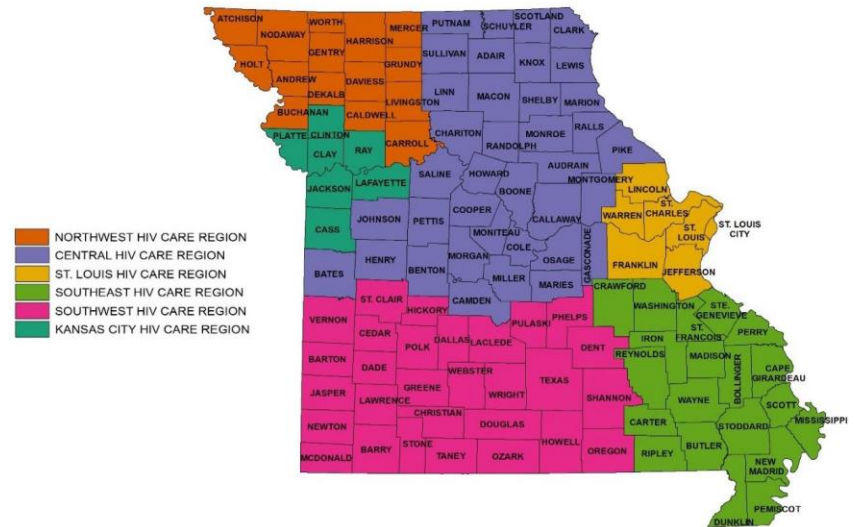 ATCHISON
NODAWAY
WORTH
HARRISON
MERCER
PUTNAM
SCHUYLER
SCOTLAND
CLARK
HOLT
GENTRY
SULLIVAN
ADAIR
KNOX
LEWIS
ANDREW
DAVIESS
GRUNDY
DEKALB
LINN
MACON
SHELBY
MARION
BUCHANAN
CALDWELL
LIVINGSTON
PLATTE
CLINTON
RAY
CARROLL
CHARITON
RANDOLPH
MONROE
RALLS
CLAY
SALINE
HOWARD
AUDRAIN
PIKE
JACKSON
LAFAYETTE
BOONE
MONTGOMERY
LINCOLN
CASS
JOHNSON
PETTIS
COOPER
CALLAWAY
WARREN
ST.
CHARLES
MONITEAU
COLE
ST.
LOUIS
ST. LOUIS
CITY
BATES
HENRY
BENTON
MORGAN
MILLER
OSAGE
GASCONADE
FRANKLIN
JEFFERSON
MARIES
CAMDEN
NORTHWEST HIV CARE REGION
CENTRAL HIV CARE REGION
ST. LOUIS HIV CARE REGION
SOUTHEAST HIV CARE REGION
SOUTHWEST HIV CARE REGION
KANSAS CITY HIV CARE REGION
VERNON
ST. CLAIR
HICKORY
PULASKI
PHELPS
CRAWFORD
WASHINGTON
STE.
GENEVIEVE
CEDAR
POLK
DALLAS
LACLEDE
DENT
IRON
ST.
FRANCOIS
PERRY
BARTON
DADE
WEBSTER
TEXAS
REYNOLDS
MADISON
BOLLINGER
CAPE
GIRARDEAU
JASPER
LAWRENCE
GREENE
WRIGHT
SHANNON
WAYNE
SCOTT
NEWTON
CHRISTIAN
DOUGLAS
CARTER
STODDARD
MISSISSIPPI
MCDONALD
BARRY
STONE
TANEY
OZARK
HOWELL
OREGON
RIPLEY
BUTLER
NEW
MADRID
PEMISCOT
DUNKLIN